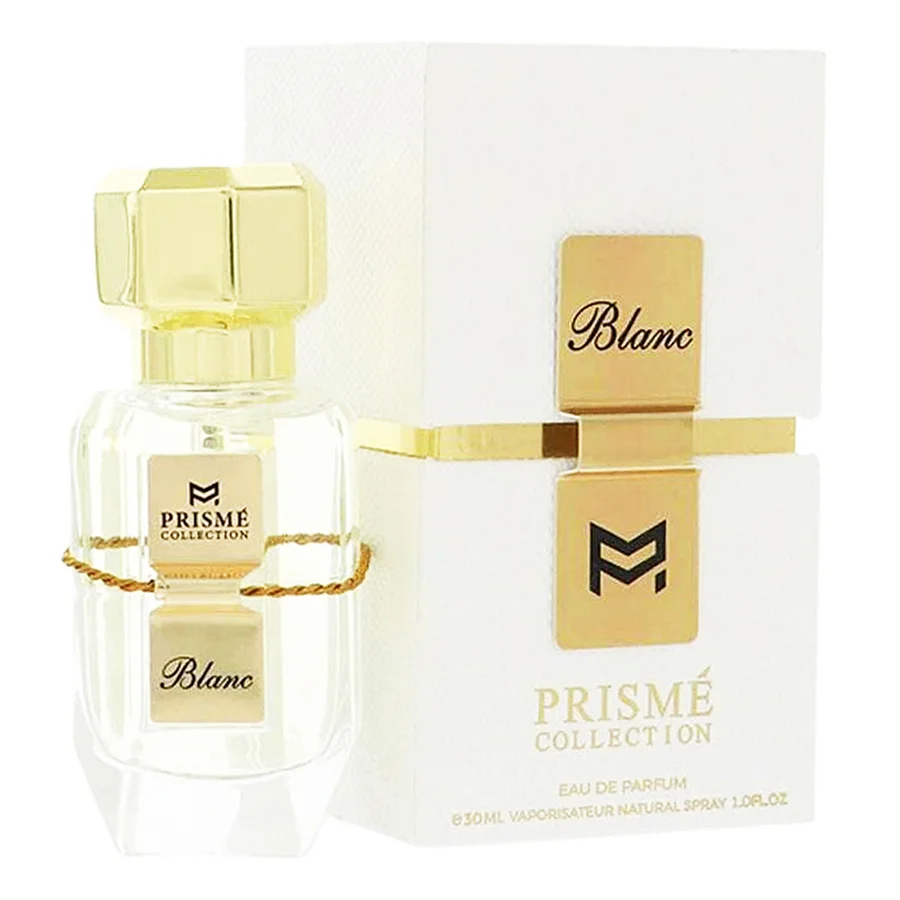 PRISMÉ
COLLECTION
Blanc
Blanc
PRISMÉ
COLLECTION
EAU DE PARFUM
℮30ML VAPORISATEUR NATURAL SPRAY 1.0FL.OZ